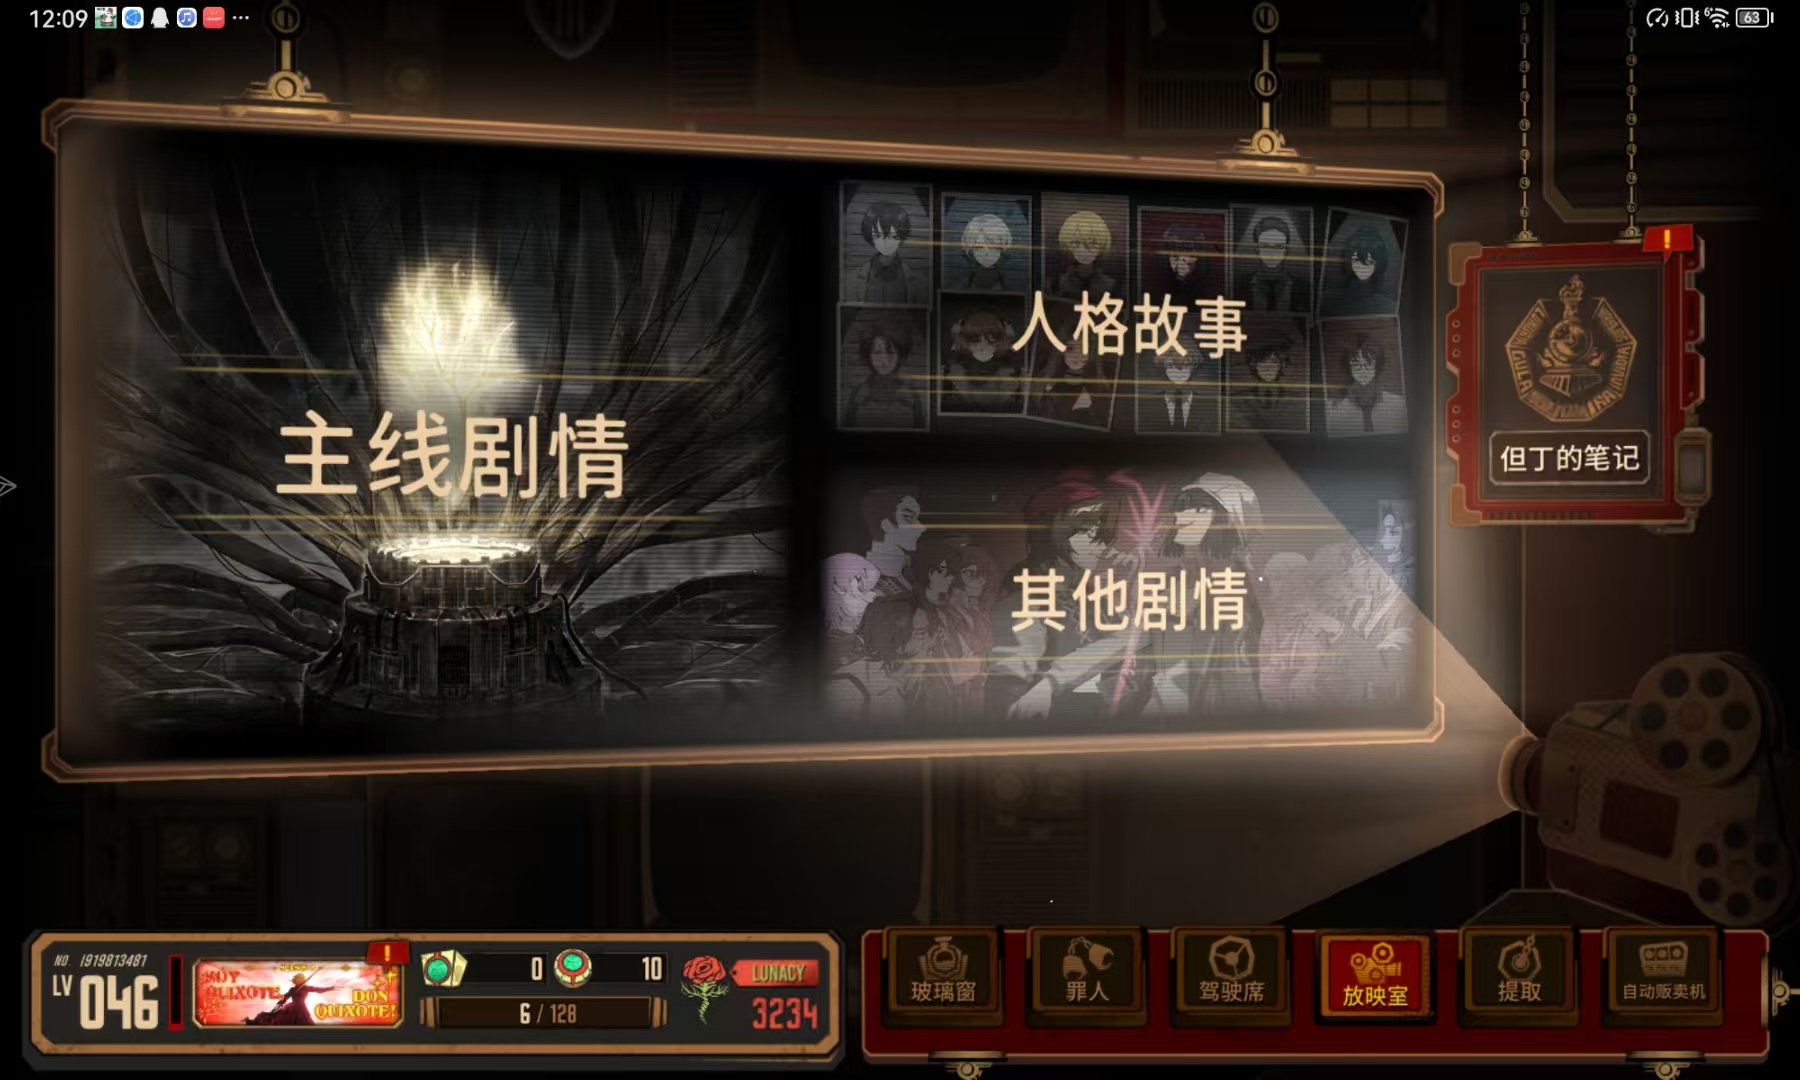 12:09
63
主线剧情
人格故事
其他剧情
但丁的笔记
NO. 1919813481
LV 046
DON QUIXOTE!
0
10
6 / 128
LUNACY
3234
玻璃窗
罪人
驾驶席
放映室
提取
自动贩卖机